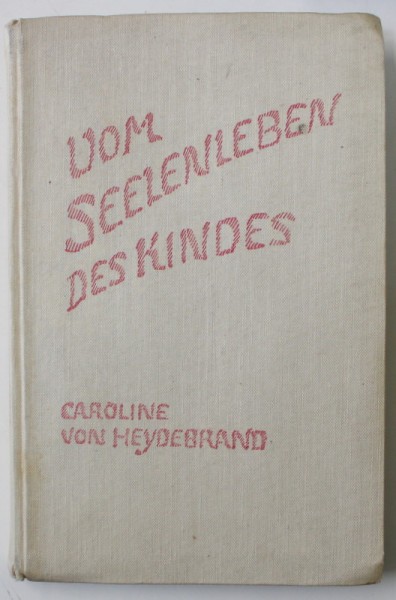 VOM
SEELENLEBEN
DES KINDES
CAROLINE
VON HEYDEBRAND